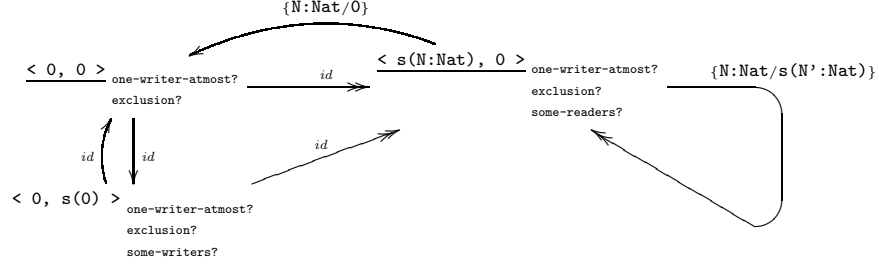 {N:Nat/0}
< 0, 0 >
one-writer-atmost?
exclusion?
id
< s(N:Nat), 0 >
one-writer-atmost?
exclusion?
some-readers?
{N:Nat/s(N':Nat)}
id
id
id
< 0, s(0) >
one-writer-atmost?
exclusion?
some-writers?